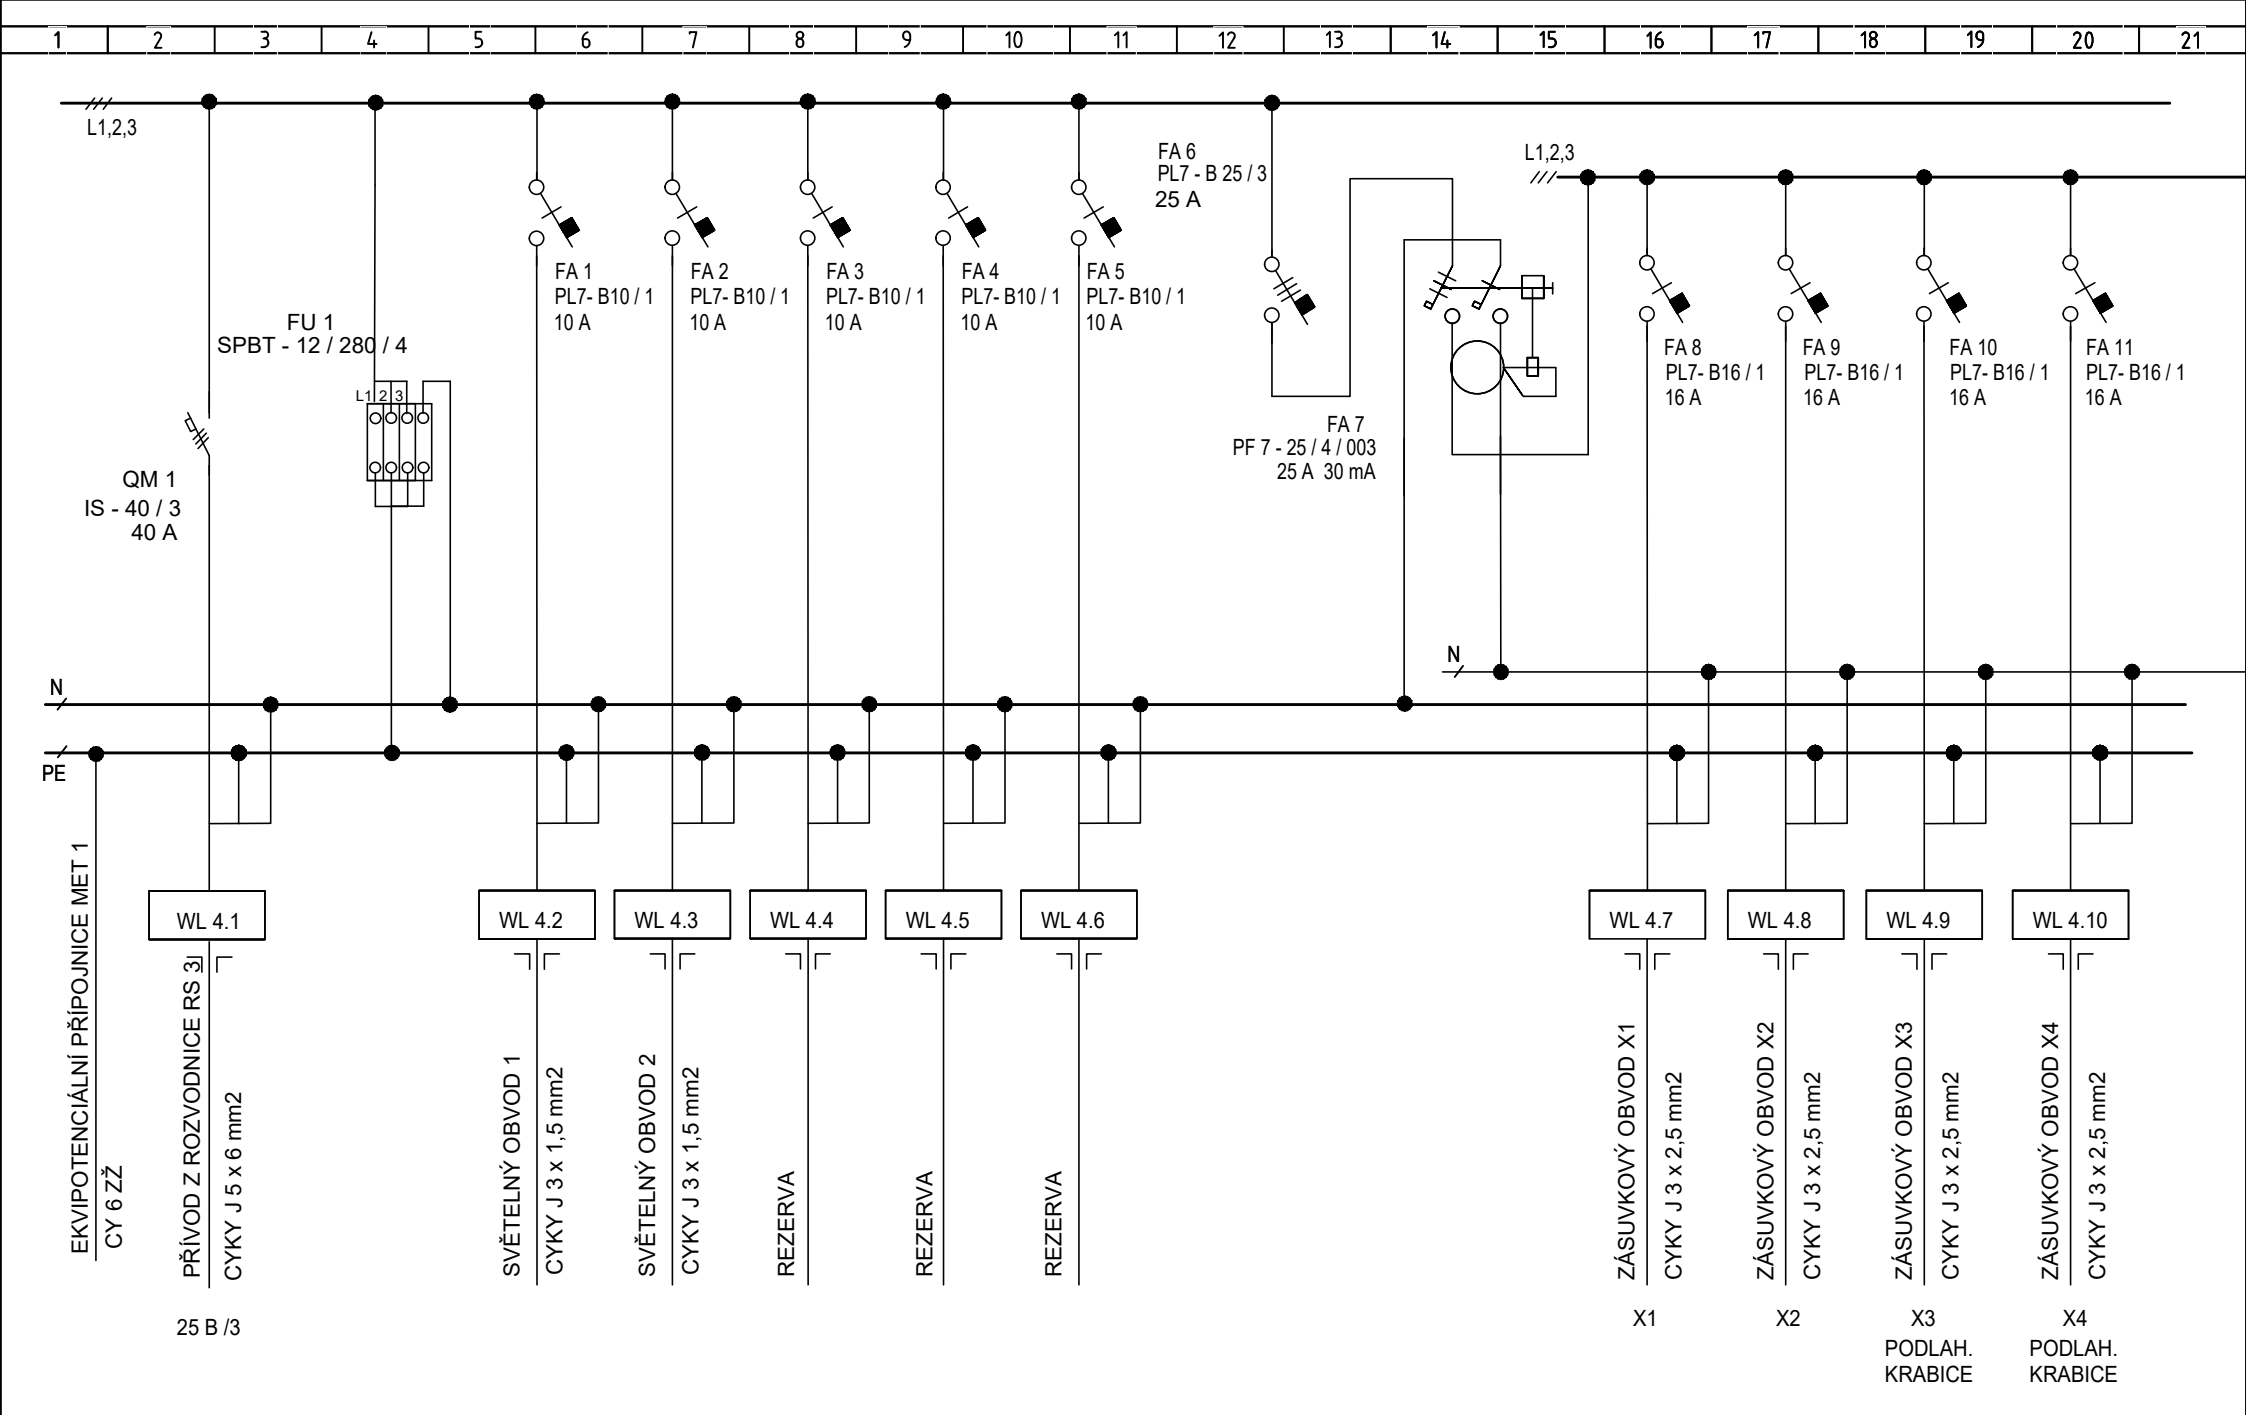 1 2 3 4 5 6 7 8 9 10 11 12 13 14 15 16 17 18 19 20 21
L1,2,3
FA 6
PL7 - B 25 / 3
25 A
L1,2,3
FA 1
PL7- B10 / 1
10 A
FA 2
PL7- B10 / 1
10 A
FA 3
PL7- B10 / 1
10 A
FA 4
PL7- B10 / 1
10 A
FA 5
PL7- B10 / 1
10 A
FU 1
SPBT - 12 / 280 / 4
L1 2 3
QM 1
IS - 40 / 3
40 A
FA 7
PF 7 - 25 / 4 / 003
25 A 30 mA
FA 8
PL7- B16 / 1
16 A
FA 9
PL7- B16 / 1
16 A
FA 10
PL7- B16 / 1
16 A
FA 11
PL7- B16 / 1
16 A
N
N
PE
WL 4.1
WL 4.2
WL 4.3
WL 4.4
WL 4.5
WL 4.6
WL 4.7
WL 4.8
WL 4.9
WL 4.10
EKVIPOTENCIÁLNÍ PŘÍPOJNICE MET 1
CY 6 ZŽ
PŘÍVOD Z ROZVODNICE RS 3
CYKY J 5 x 6 mm2
SVĚTELNÝ OBVOD 1
CYKY J 3 x 1,5 mm2
SVĚTELNÝ OBVOD 2
CYKY J 3 x 1,5 mm2
REZERVA
REZERVA
REZERVA
ZÁSUVKOVÝ OBVOD X1
CYKY J 3 x 2,5 mm2
ZÁSUVKOVÝ OBVOD X2
CYKY J 3 x 2,5 mm2
ZÁSUVKOVÝ OBVOD X3
CYKY J 3 x 2,5 mm2
ZÁSUVKOVÝ OBVOD X4
CYKY J 3 x 2,5 mm2
25 B /3
X1
X2
X3
PODLAH.
KRABICE
X4
PODLAH.
KRABICE